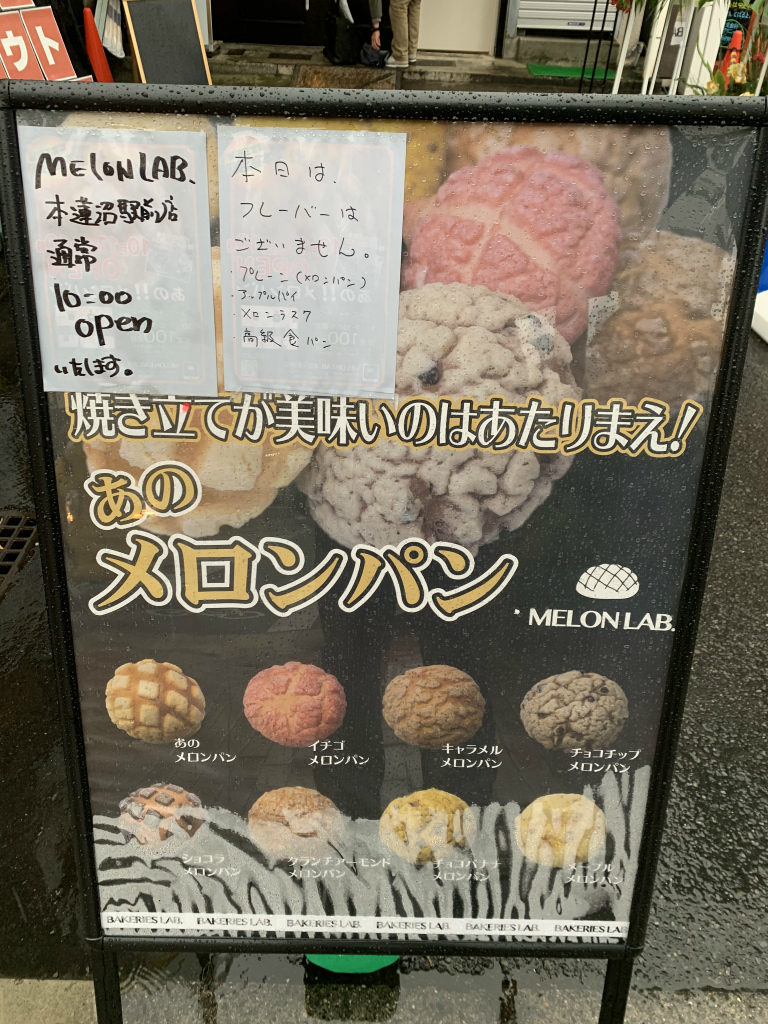 ウト
MELON LAB.
本蓮沼駅前店
通常
10:00
open
いたします。
本日は、
フレーバーは
ございません。
・プレーン(メロンパン)
・アップルパイ
・メロンラスク
・高級食パン
焼き立てが美味いのはあたりまえ!
あの
メロンパン
MELON LAB.
あの
メロンパン
イチゴ
メロンパン
キャラメル
メロンパン
チョコチップ
メロンパン
ショコラ
メロンパン
クランチアーモンド
メロンパン
チョコバナナ
メロンパン
メープル
メロンパン
BAKERIES LAB. BAKERIES LAB. BAKERIES LAB. BAKERIES LAB. BAKERIES LAB. BAKERIES LAB